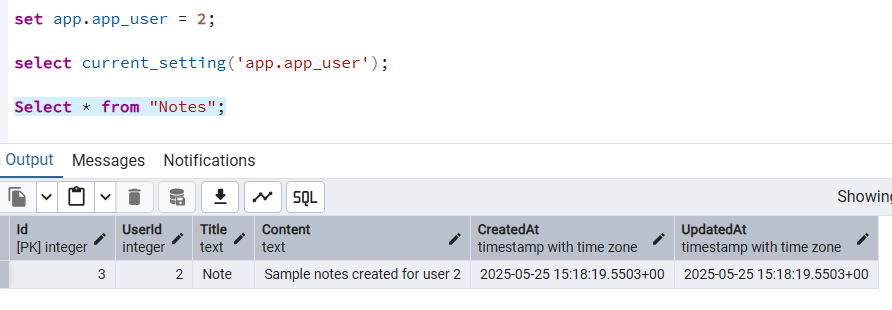 set app.app_user = 2;
select current_setting('app.app_user');
Select * from "Notes";
Output Messages Notifications
SQL
Showing
Id UserId Title Content CreatedAt UpdatedAt
[PK] integer integer text text timestamp with time zone timestamp with time zone
3 2 Note Sample notes created for user 2 2025-05-25 15:18:19.5503+00 2025-05-25 15:18:19.5503+00